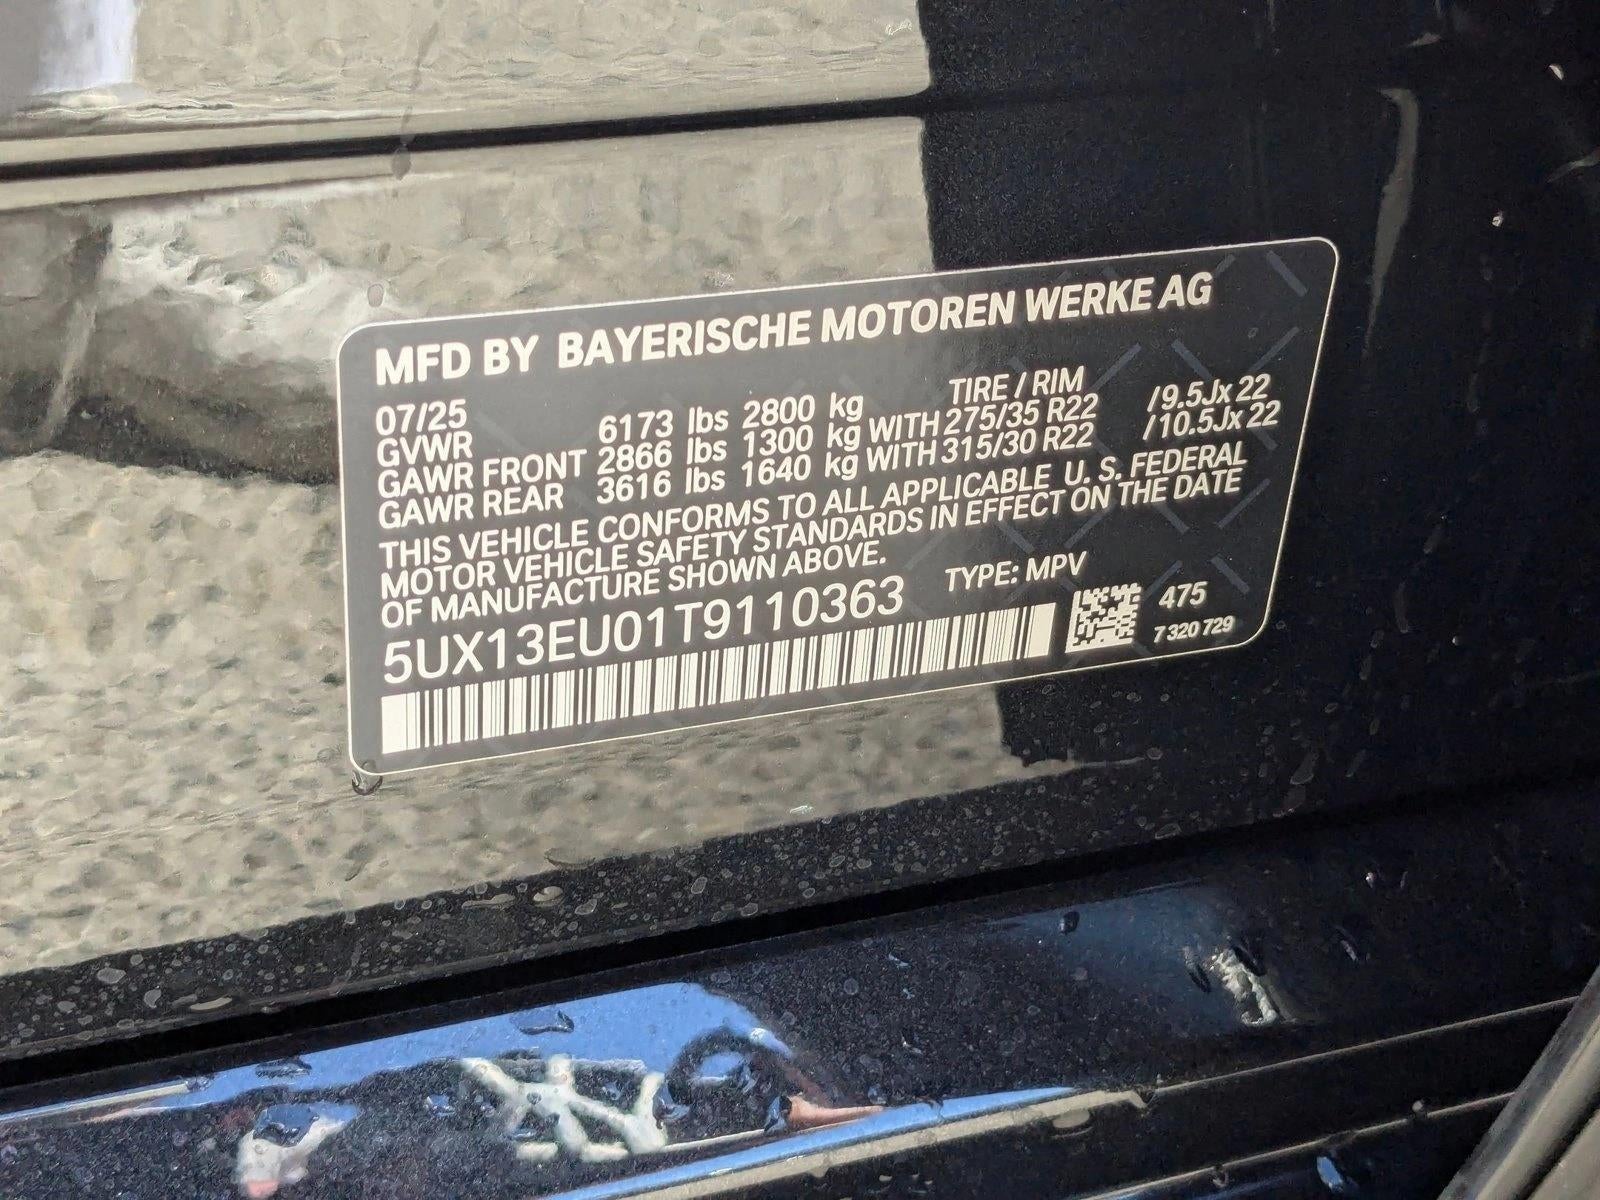 MFD BY BAYERISCHE MOTOREN WERKE AG
07/25 TIRE / RIM
GVWR 6173 lbs 2800 kg
GAWR FRONT 2866 lbs 1300 kg WITH 275/35 R22 /9.5Jx 22
GAWR REAR 3616 lbs 1640 kg WITH 315/30 R22 /10.5Jx 22
THIS VEHICLE CONFORMS TO ALL APPLICABLE U. S. FEDERAL
MOTOR VEHICLE SAFETY STANDARDS IN EFFECT ON THE DATE
OF MANUFACTURE SHOWN ABOVE.
5UX13EU01T9110363 TYPE: MPV
475
7 320 729